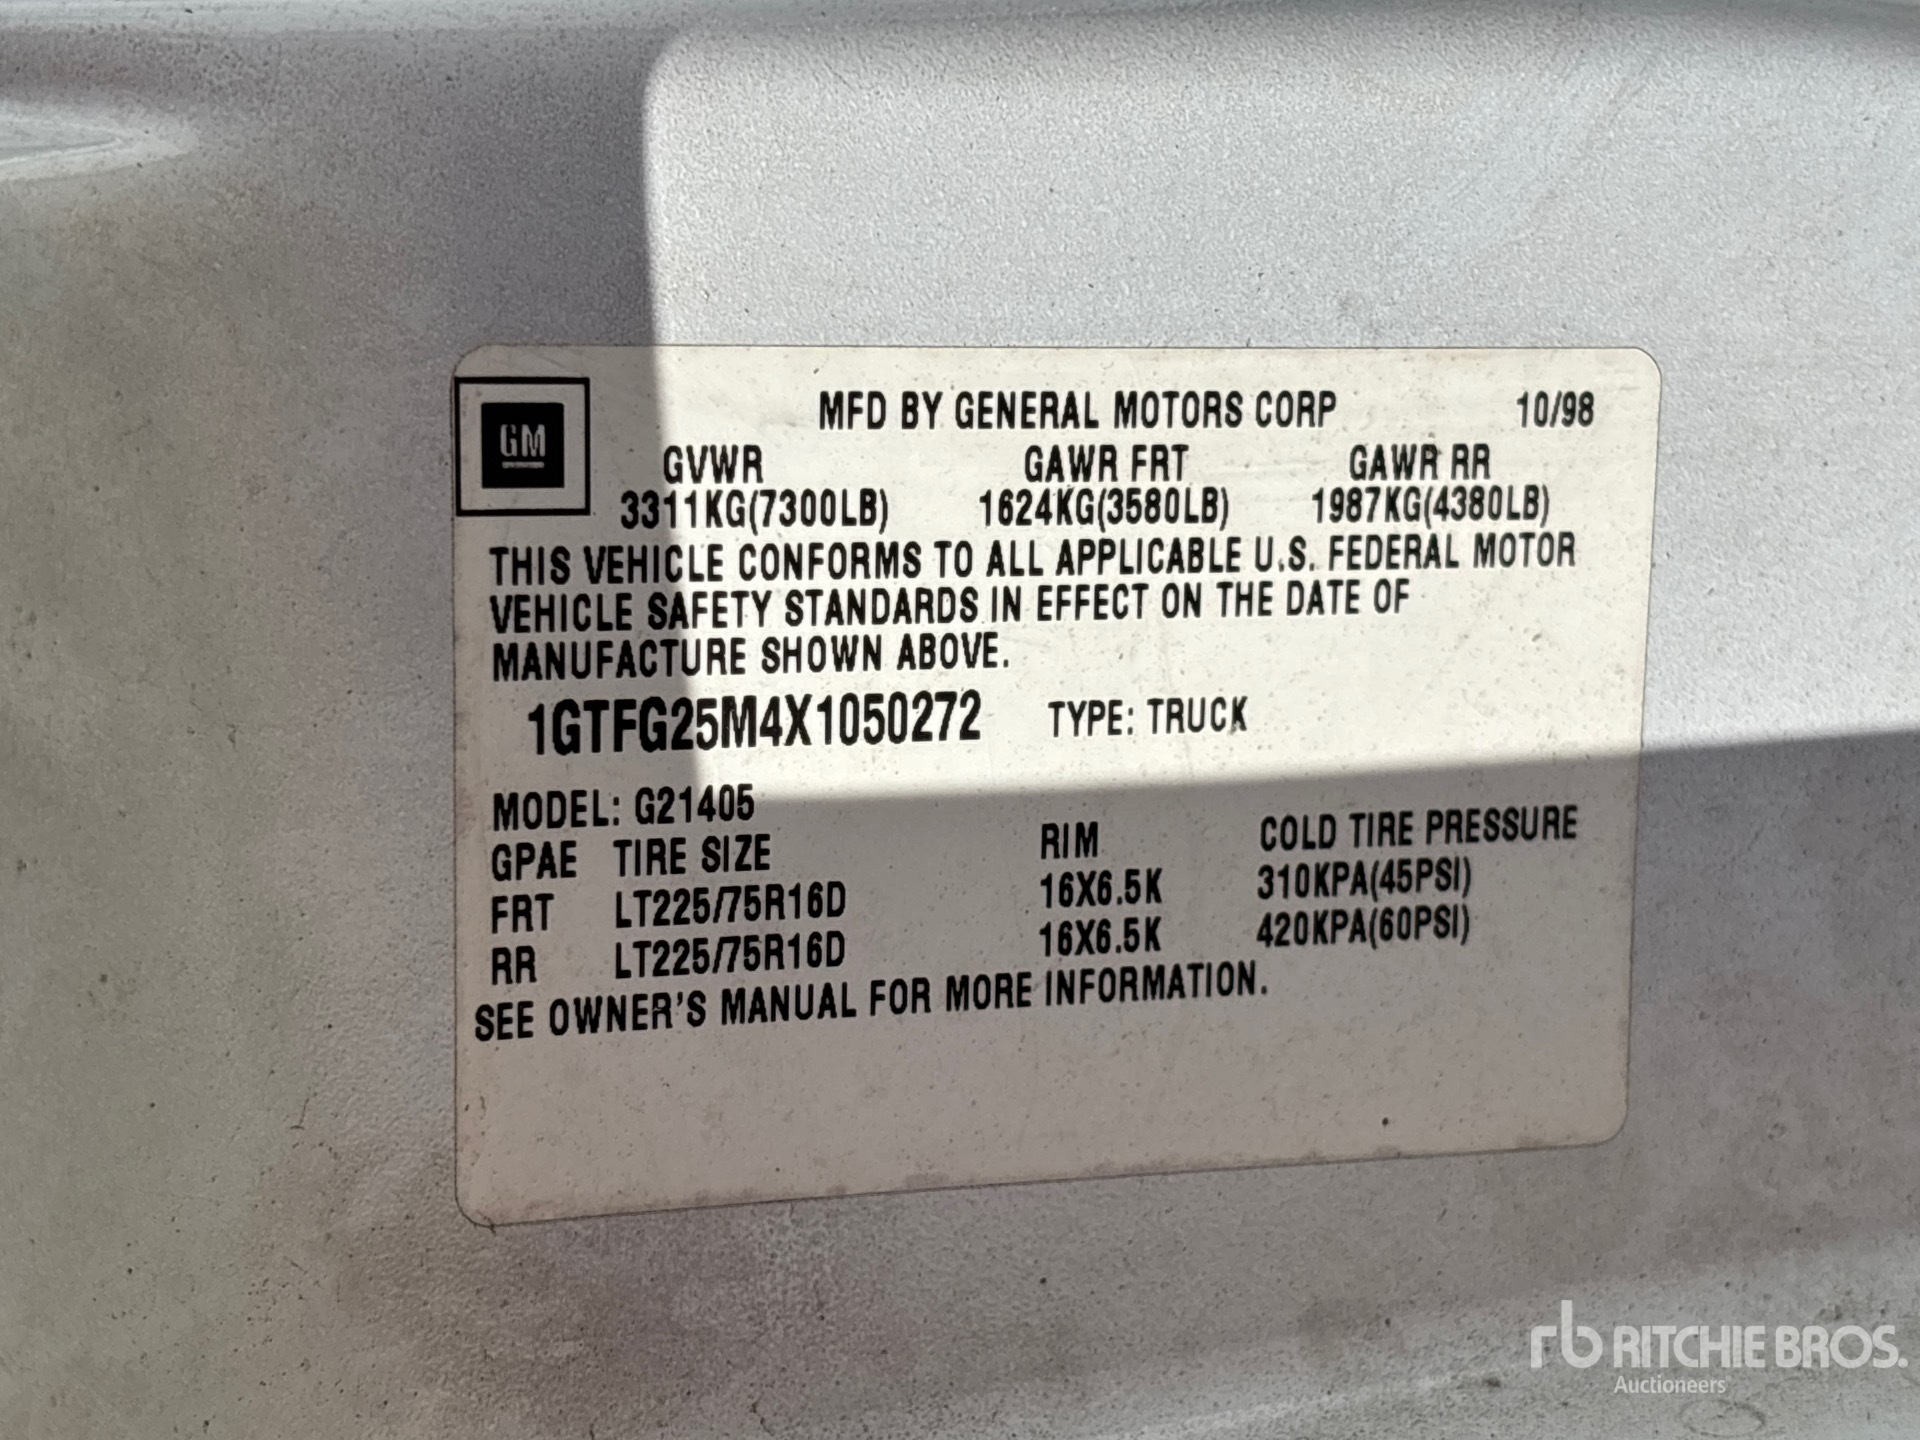 GM
MFD BY GENERAL MOTORS CORP 10/98
GVWR GAWR FRT GAWR RR
3311KG(7300LB) 1624KG(3580LB) 1987KG(4380LB)
THIS VEHICLE CONFORMS TO ALL APPLICABLE U.S. FEDERAL MOTOR
VEHICLE SAFETY STANDARDS IN EFFECT ON THE DATE OF
MANUFACTURE SHOWN ABOVE.
1GTFG25M4X1050272 TYPE: TRUCK
MODEL: G21405
GPAE TIRE SIZE RIM COLD TIRE PRESSURE
FRT LT225/75R16D 16X6.5K 310KPA(45PSI)
RR LT225/75R16D 16X6.5K 420KPA(60PSI)
SEE OWNER'S MANUAL FOR MORE INFORMATION.
rb RITCHIE BROS.
Auctioneers